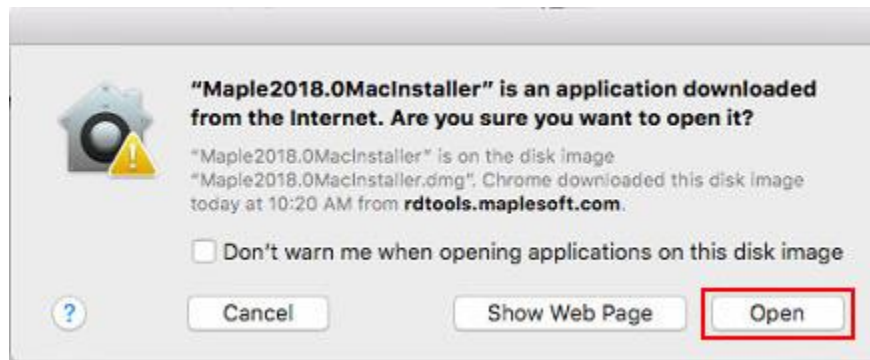 “Maple2018.0MacInstaller” is an application downloaded
from the Internet. Are you sure you want to open it?
“Maple2018.0MacInstaller” is on the disk image
“Maple2018.0MacInstaller.dmg”. Chrome downloaded this disk image
today at 10:20 AM from rdtools.maplesoft.com.
Don’t warn me when opening applications on this disk image
? Cancel Show Web Page Open